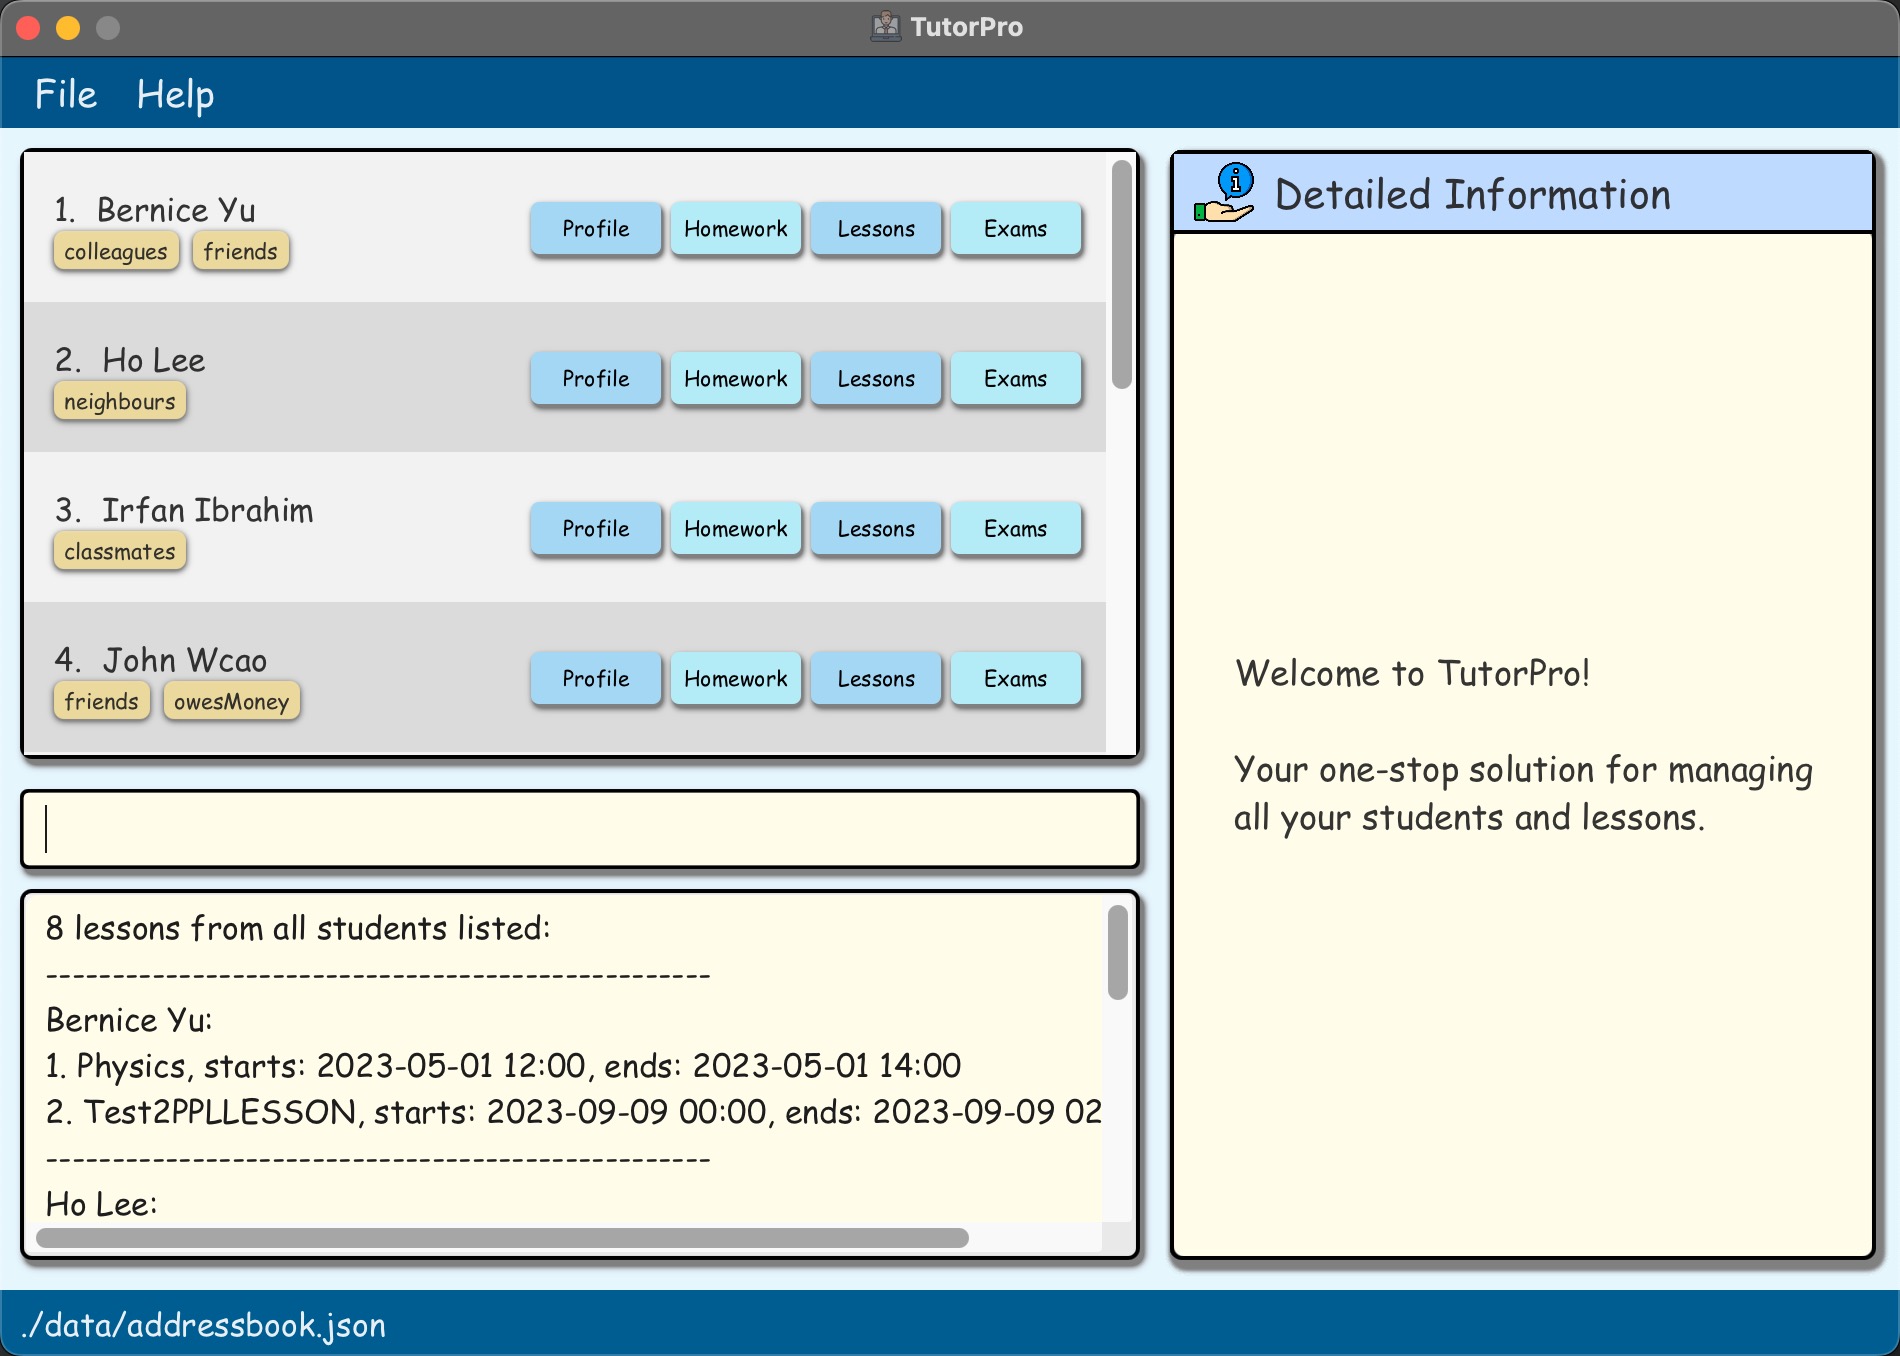 TutorPro
File Help
1. Bernice Yu
colleagues friends
Profile Homework Lessons Exams
2. Ho Lee
neighbours
Profile Homework Lessons Exams
3. Irfan Ibrahim
classmates
Profile Homework Lessons Exams
4. John Wcao
friends owesMoney
Profile Homework Lessons Exams
8 lessons from all students listed:
--------------------------------------------------
Bernice Yu:
1. Physics, starts: 2023-05-01 12:00, ends: 2023-05-01 14:00
2. Test2PPLLESSON, starts: 2023-09-09 00:00, ends: 2023-09-09 02
--------------------------------------------------
Ho Lee:
Detailed Information
Welcome to TutorPro!
Your one-stop solution for managing
all your students and lessons.
./data/addressbook.json